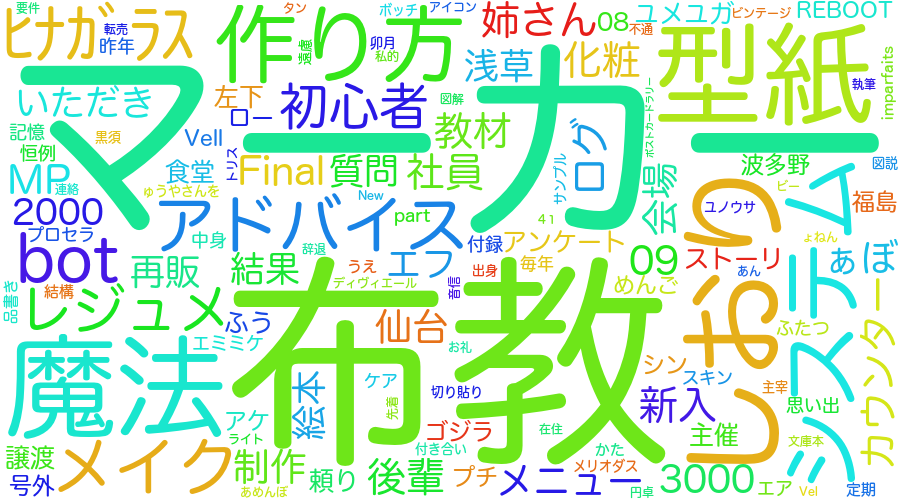 要件 タン ボッチ アイコン 08 ユメユガ ビンテージ REBOOT
ヒナガラス 転売 昨年 作り方 卯月 姉さん 不通 型紙
遠慮 私的 浅草 化粧 執筆 imparfaits
いただき 左下 初心者 図解 ポストカードラリー
マーカー
記憶 黒須 Vell ロー 教材 ログ 図説
恒例 食堂 トリス Final 質問 社員 サンプル 会場 波多野
MP 連絡 ゅうやさんを New
2000 アドバイス part 41 しおり ユノウサ 福島
プロセラ 中身 辞退 付録 アンケート システム
bot 再販 結果 うえ エフ 毎年 09 ストーリ ぁぼ
品書き 結構 ディヴィエール 出身 音信 めんご あん ビー ょねん
レジュメ ふう 布教 仙台 ふたつ カウンター
魔法 エミミケ お礼 シン スキン
絵本 ケア 切り貼り 新入 主宰 思い出
アケ 先着 ゴジラ 在住 主催
ライト 付き合い かた 文庫本
譲渡 メイク 制作 頼り 後輩 プチ メニュー メリオダス 3000 エア Vel 定期
号外 あめんぼ 円卓